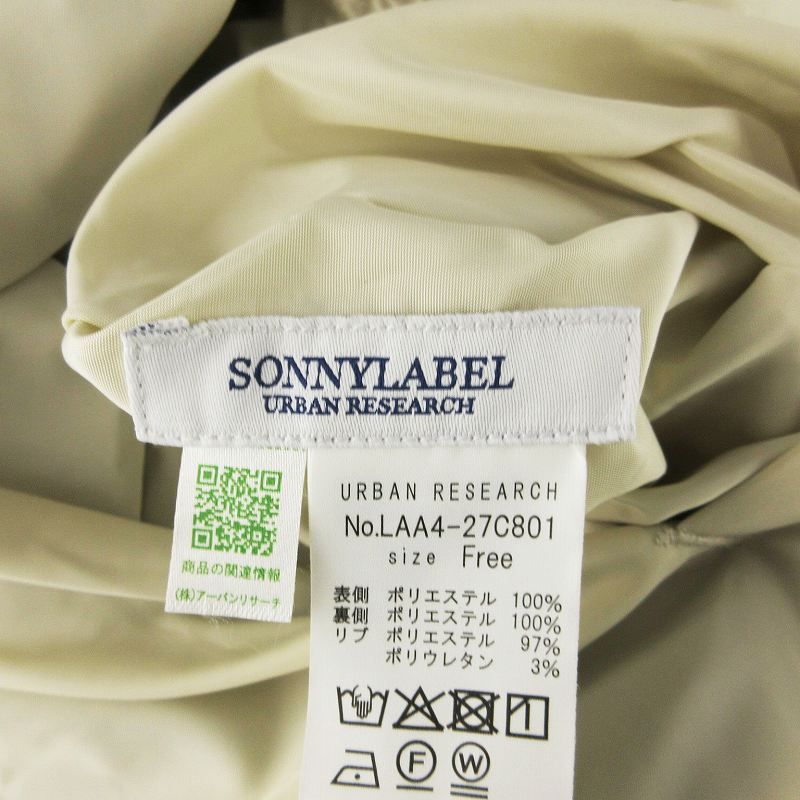 SONNYLABEL
URBAN RESEARCH
商品の関連情報
(株)アーバンリサーチ
URBAN RESEARCH
No.LAA4-27C801
size Free
表側 ポリエステル 100%
裏側 ポリエステル 100%
リブ ポリエステル 97%
ポリウレタン 3%
F W